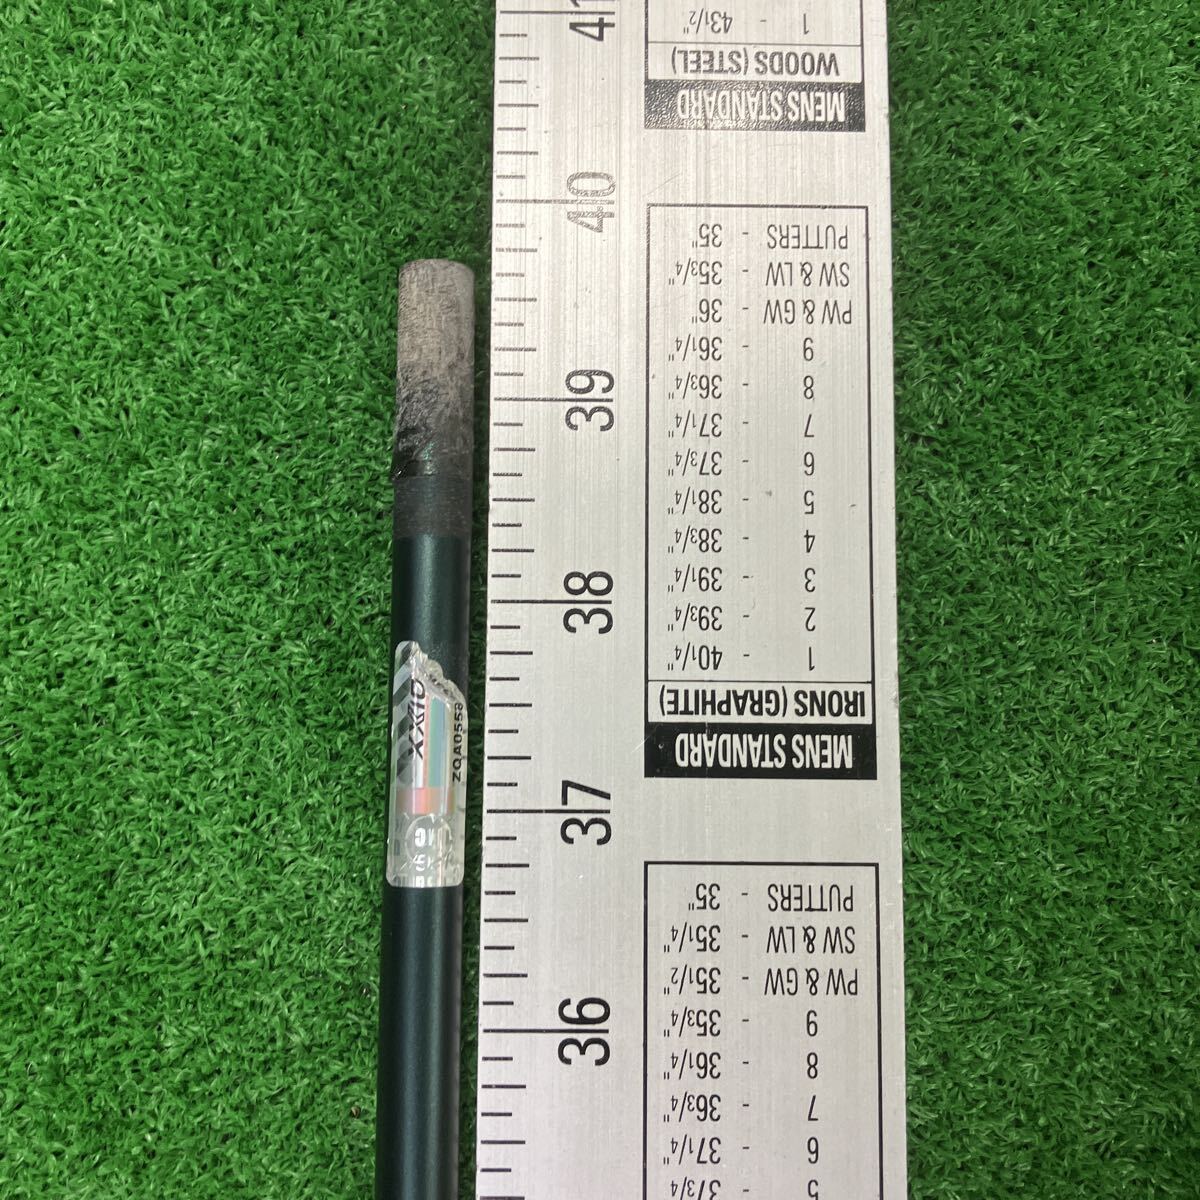 41
40
39
38
37
36
XXIO
ZQA0558
MENS STANDARD
WOODS (STEEL)
1 - 43 1/2"
MENS STANDARD
IRONS (GRAPHITE)
1 - 40 1/4"
2 - 39 3/4"
3 - 39 1/4"
4 - 38 3/4"
5 - 38 1/4"
6 - 37 3/4"
7 - 37 1/4"
8 - 36 3/4"
9 - 36 1/4"
PW & GW - 36"
SW & LW - 35 3/4"
PUTTERS - 35"
5 - 37 3/4
6 - 37 1/4"
7 - 36 3/4"
8 - 36 1/4"
9 - 35 3/4"
PW & GW - 35 1/2"
SW & LW - 35 1/4"
PUTTERS - 35"